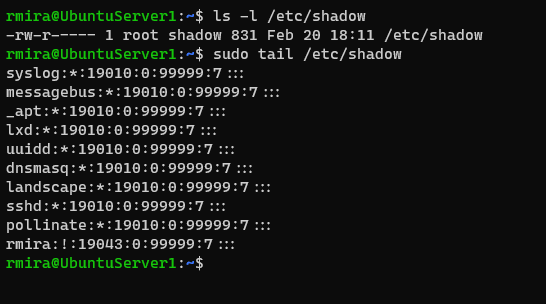 rmira@UbuntuServer1:~$ ls -l /etc/shadow
-rw-r----- 1 root shadow 831 Feb 20 18:11 /etc/shadow
rmira@UbuntuServer1:~$ sudo tail /etc/shadow
syslog:*:19010:0:99999:7:::
messagebus:*:19010:0:99999:7:::
_apt:*:19010:0:99999:7:::
lxd:*:19010:0:99999:7:::
uuidd:*:19010:0:99999:7:::
dnsmasq:*:19010:0:99999:7:::
landscape:*:19010:0:99999:7:::
sshd:*:19010:0:99999:7:::
pollinate:*:19010:0:99999:7:::
rmira:!:19043:0:99999:7:::
rmira@UbuntuServer1:~$